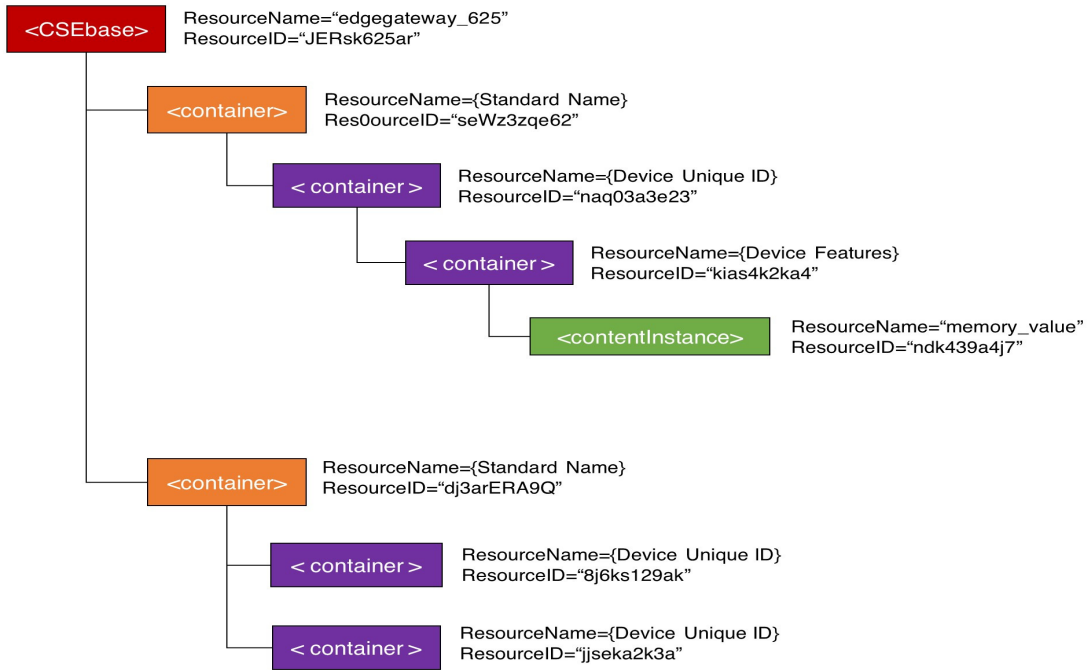 <CSEbase>
ResourceName=“edgegateway_625”
ResourceID=“JERsk625ar”
<container>
ResourceName={Standard Name}
Res0ourceID=“seWz3zqe62”
< container >
ResourceName={Device Unique ID}
ResourceID=“naq03a3e23”
< container >
ResourceName={Device Features}
ResourceID=“kias4k2ka4”
<contentInstance>
ResourceName=“memory_value”
ResourceID=“ndk439a4j7”
<container>
ResourceName={Standard Name}
ResourceID=“dj3arERA9Q”
< container >
ResourceName={Device Unique ID}
ResourceID=“8j6ks129ak”
< container >
ResourceName={Device Unique ID}
ResourceID=“jjseka2k3a”